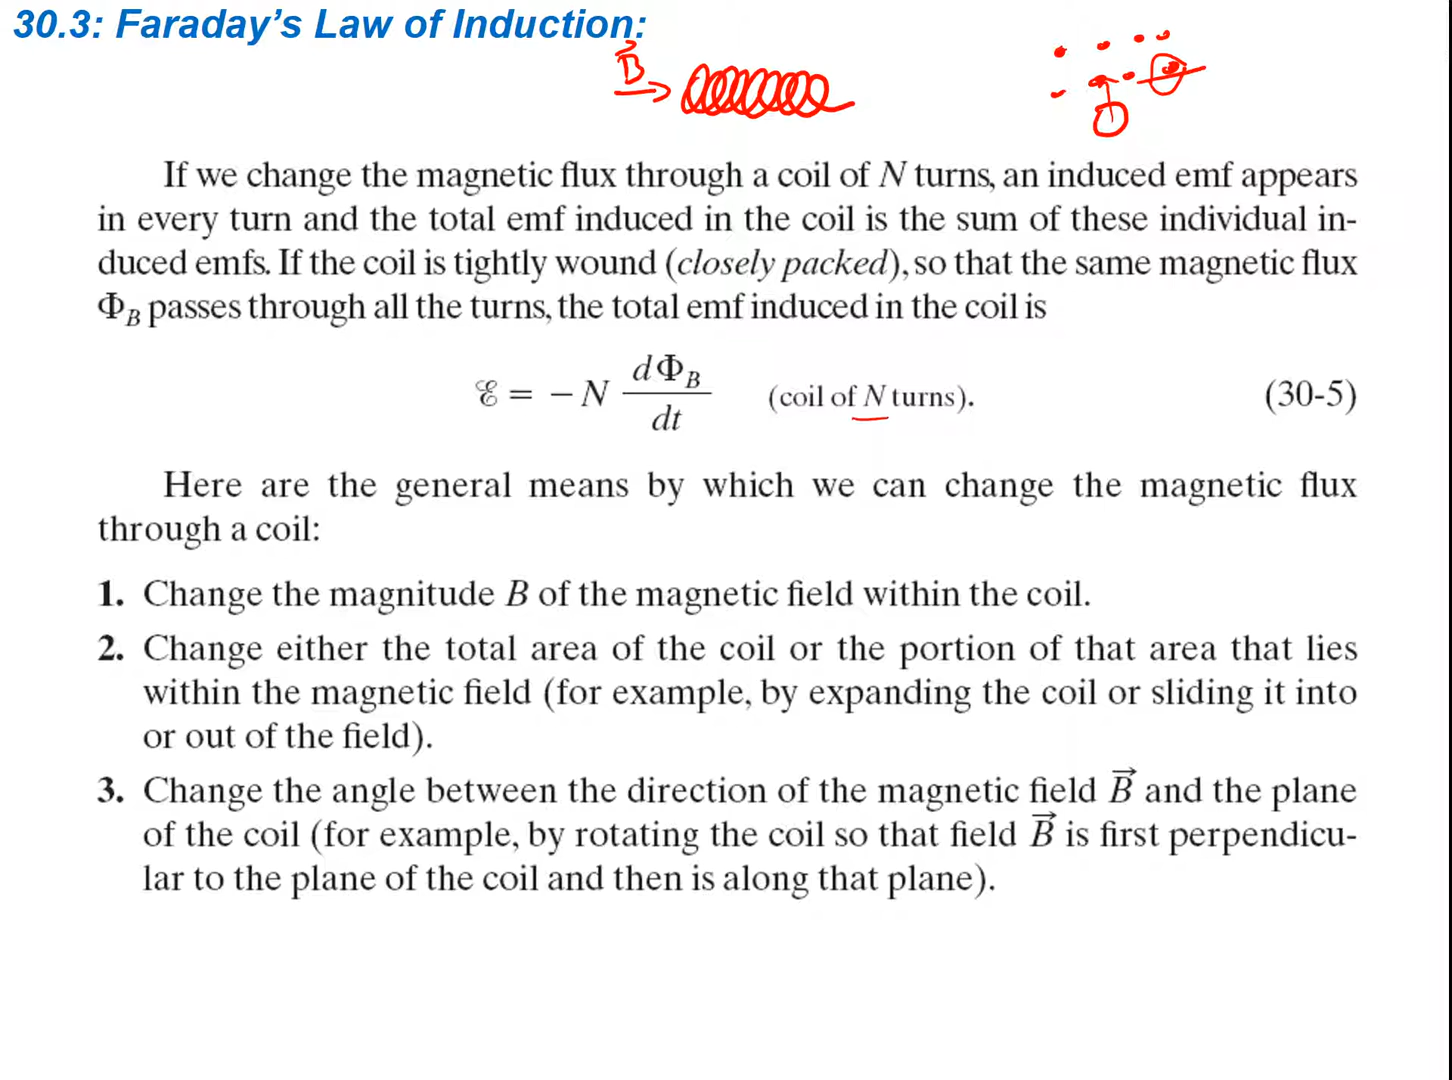 30.3: Faraday's Law of Induction:
B⃗
If we change the magnetic flux through a coil of N turns, an induced emf appears
in every turn and the total emf induced in the coil is the sum of these individual in-
duced emfs. If the coil is tightly wound (closely packed), so that the same magnetic flux
Φ_B passes through all the turns, the total emf induced in the coil is
ℰ = −N dΦ_B/dt (coil of N turns). (30-5)
Here are the general means by which we can change the magnetic flux
through a coil:
1. Change the magnitude B of the magnetic field within the coil.
2. Change either the total area of the coil or the portion of that area that lies
within the magnetic field (for example, by expanding the coil or sliding it into
or out of the field).
3. Change the angle between the direction of the magnetic field B⃗ and the plane
of the coil (for example, by rotating the coil so that field B⃗ is first perpendicu-
lar to the plane of the coil and then is along that plane).